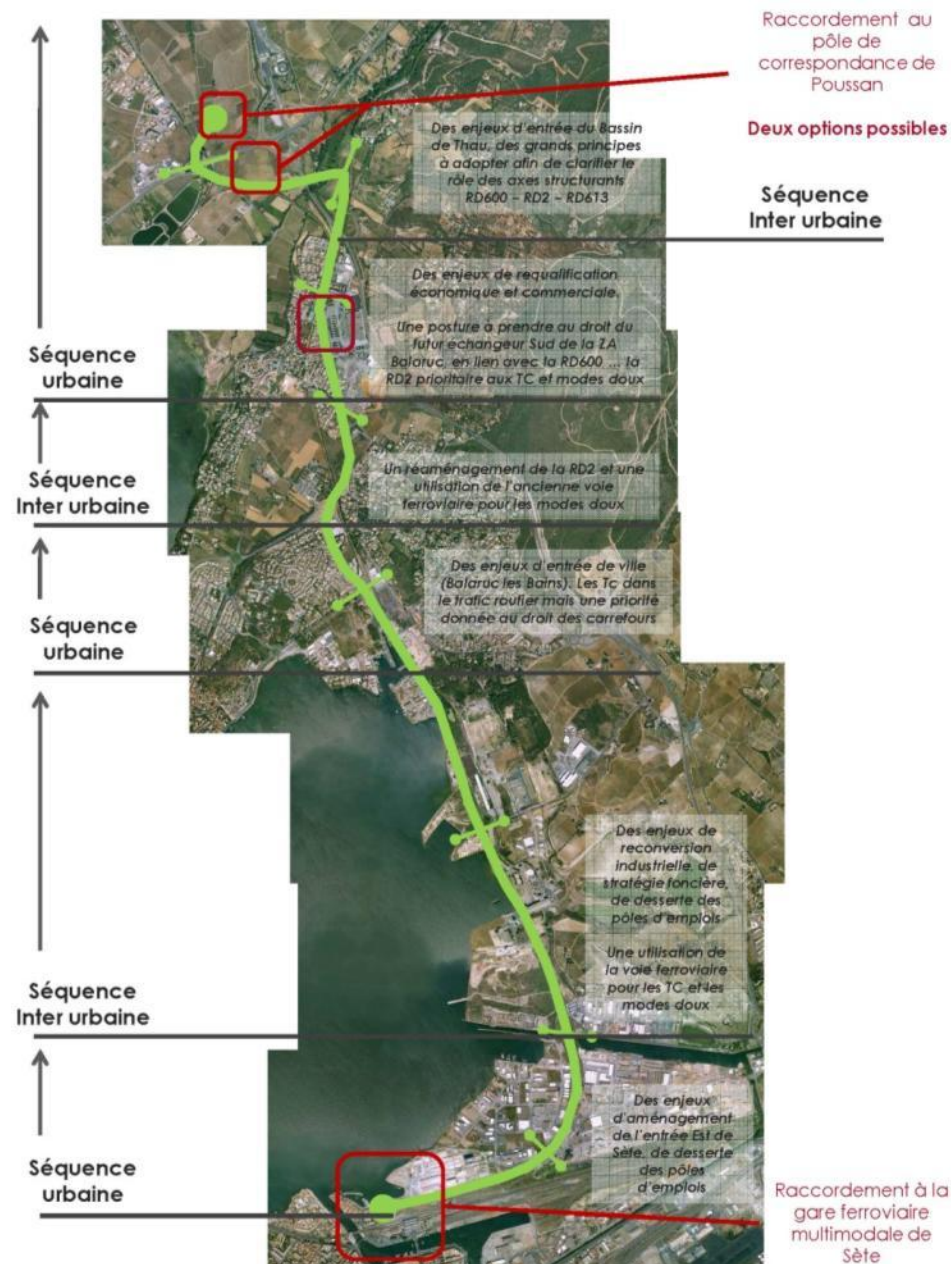 Raccordement au
pôle de
correspondance de
Poussan
Deux options possibles
Des enjeux d'entrée du Bassin
de Thau, des grands principes
à adopter afin de clarifier le
rôle des axes structurants
RD600 – RD2 – RD613
Séquence
Inter urbaine
Des enjeux de requalification
économique et commerciale.
Une posture à prendre au droit du
futur échangeur Sud de la ZA
Balaruc, en lien avec la RD600 ... la
RD2 prioritaire aux TC et modes doux
Séquence
urbaine
Un réaménagement de la RD2 et une
utilisation de l'ancienne voie
ferroviaire pour les modes doux
Séquence
Inter urbaine
Des enjeux d'entrée de ville
(Balaruc les Bains). Les Tc dans
le trafic routier mais une priorité
donnée au droit des carrefours
Séquence
urbaine
Des enjeux de
reconversion
industrielle, de
stratégie foncière,
de desserte des
pôles d'emplois
Une utilisation de
la voie ferroviaire
pour les TC et les
modes doux
Séquence
Inter urbaine
Des enjeux
d'aménagement
de l'entrée Est de
Sète, de desserte
des pôles
d'emplois
Séquence
urbaine
Raccordement à la
gare ferroviaire
multimodale de
Sète